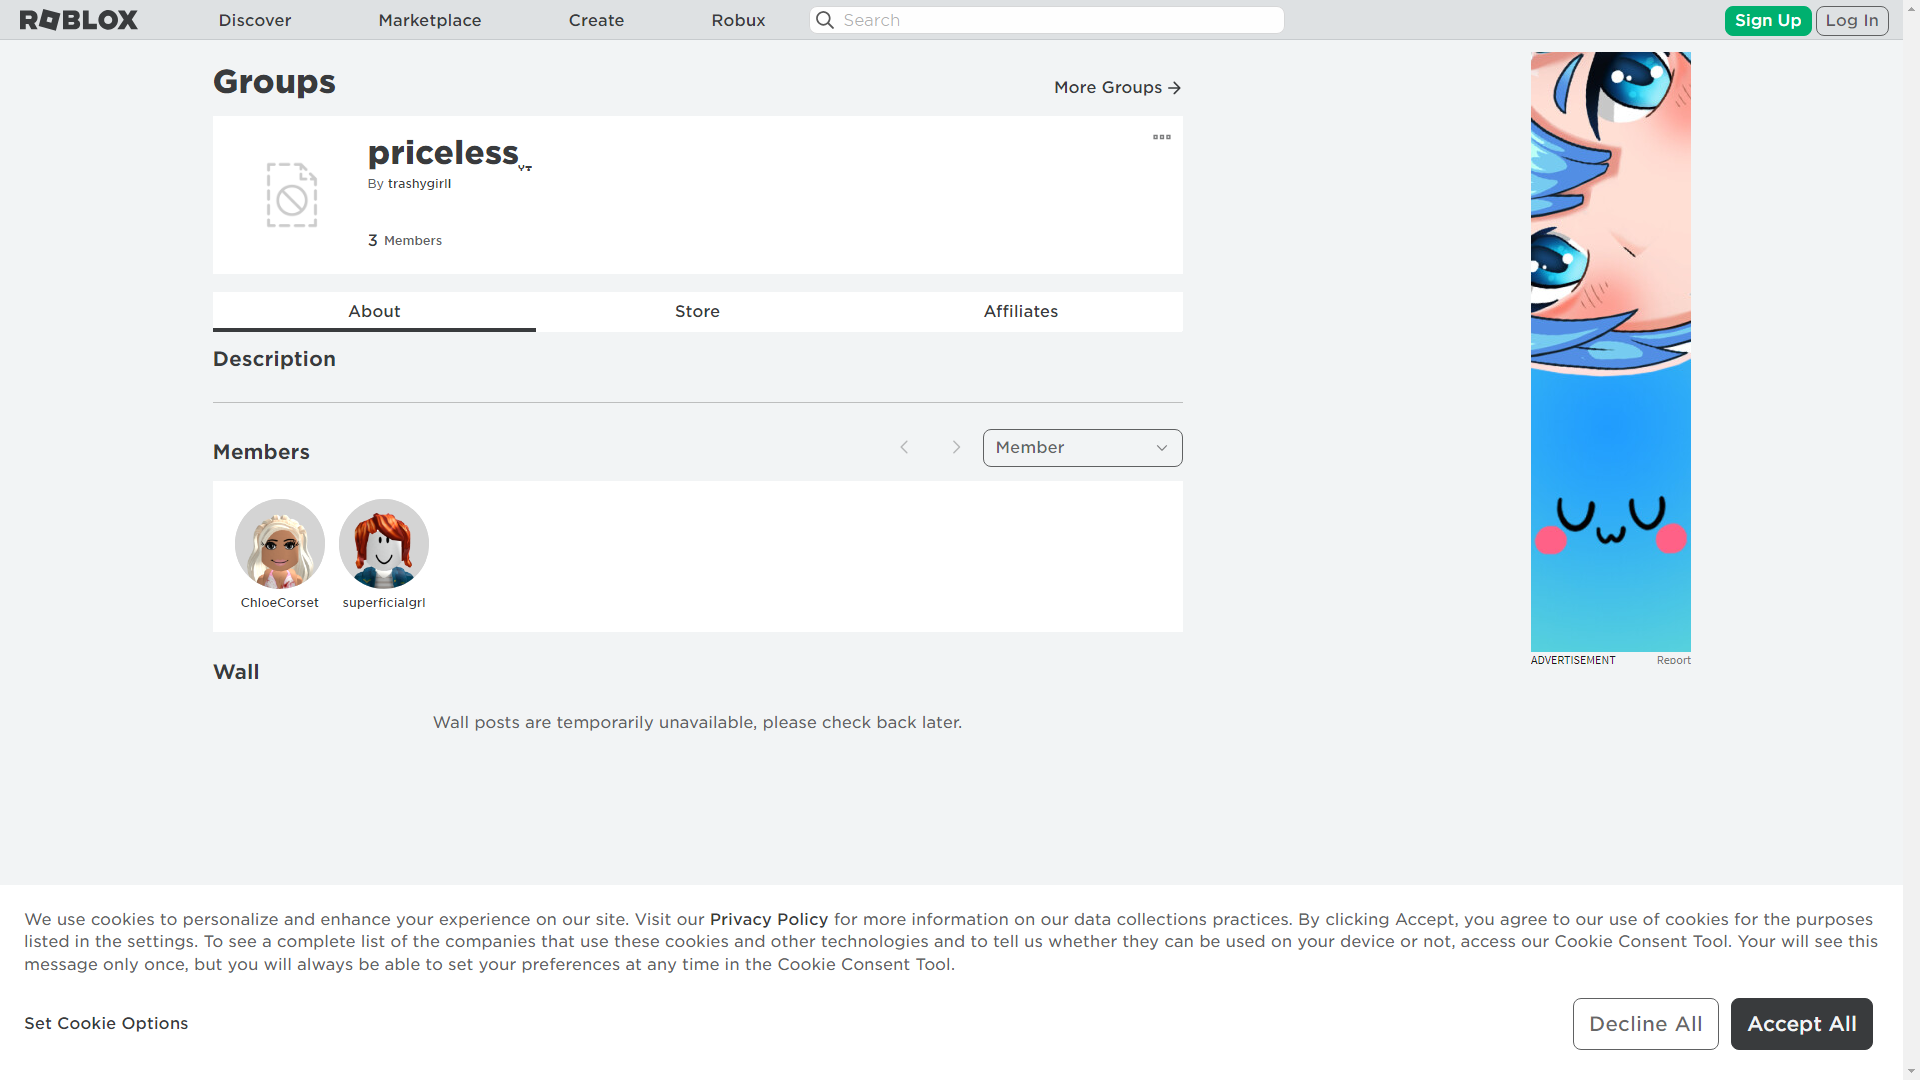 ROBLOX Discover Marketplace Create Robux Search Sign Up Log In
Groups
More Groups
priceless
By trashygirll
3 Members
About Store Affiliates
Description
Members
Member
ChloeCorset superficialgrl
Wall
Wall posts are temporarily unavailable, please check back later.
ADVERTISEMENT Report
We use cookies to personalize and enhance your experience on our site. Visit our Privacy Policy for more information on our data collections practices. By clicking Accept, you agree to our use of cookies for the purposes
listed in the settings. To see a complete list of the companies that use these cookies and other technologies and to tell us whether they can be used on your device or not, access our Cookie Consent Tool. Your will see this
message only once, but you will always be able to set your preferences at any time in the Cookie Consent Tool.
Set Cookie Options
Decline All Accept All